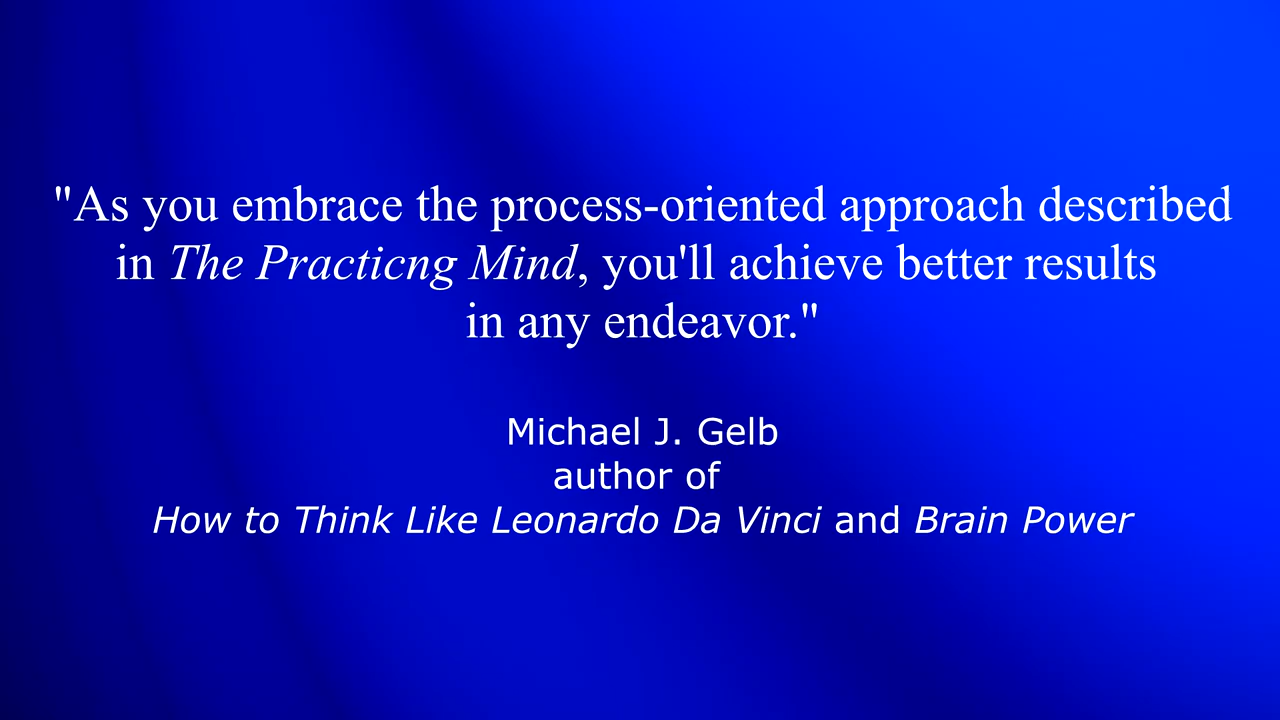 "As you embrace the process-oriented approach described
in The Practicng Mind, you'll achieve better results
in any endeavor."
Michael J. Gelb
author of
How to Think Like Leonardo Da Vinci and Brain Power